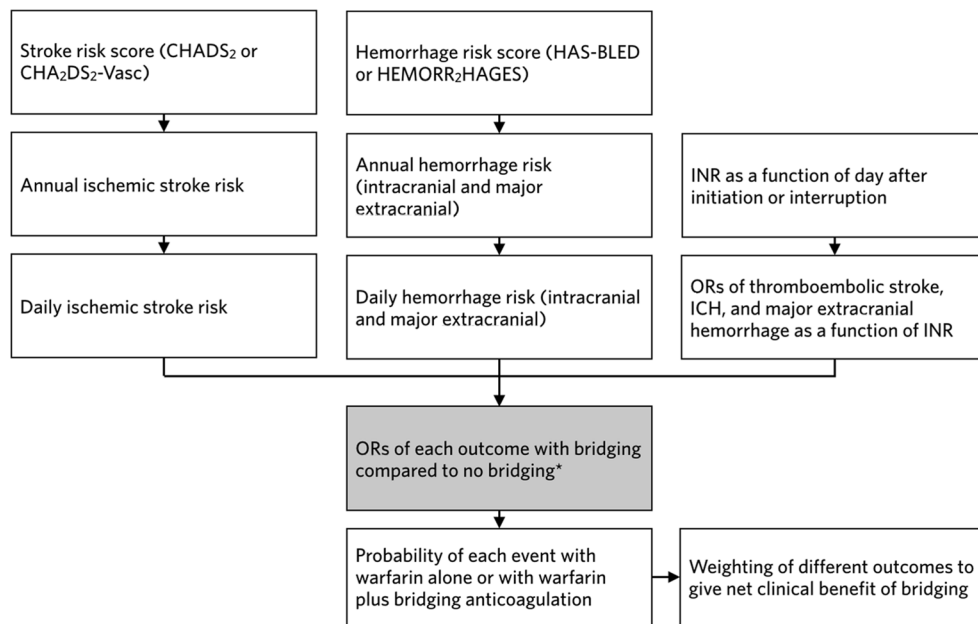 Stroke risk score (CHADS₂ or
CHA₂DS₂-Vasc)
Hemorrhage risk score (HAS-BLED
or HEMORR₂HAGES)
Annual ischemic stroke risk
Annual hemorrhage risk
(intracranial and major
extracranial)
INR as a function of day after
initiation or interruption
Daily ischemic stroke risk
Daily hemorrhage risk (intracranial
and major extracranial)
ORs of thromboembolic stroke,
ICH, and major extracranial
hemorrhage as a function of INR
ORs of each outcome with bridging
compared to no bridging*
Probability of each event with
warfarin alone or with warfarin
plus bridging anticoagulation
Weighting of different outcomes to
give net clinical benefit of bridging